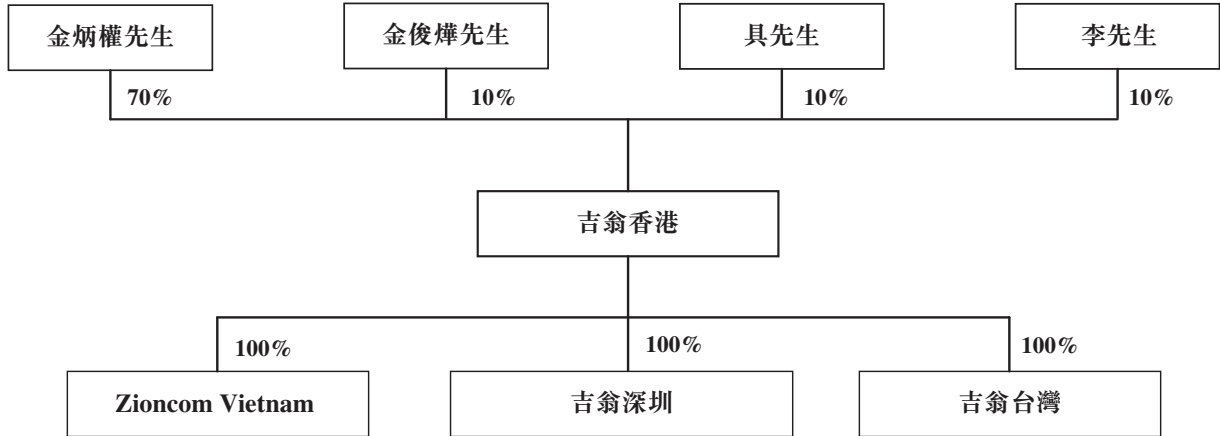 金炳權先生
金俊燁先生
具先生
李先生
70%
10%
10%
10%
吉翁香港
100%
100%
100%
Zioncom Vietnam
吉翁深圳
吉翁台灣